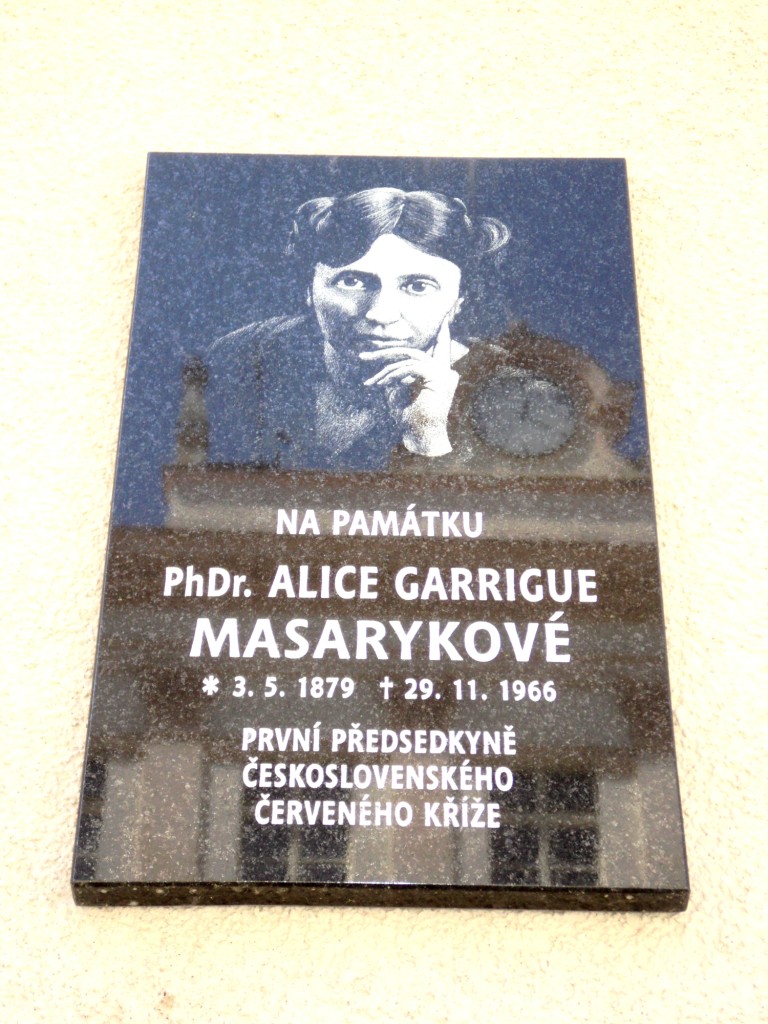 NA PAMÁTKU
PhDr. ALICE GARRIGUE
MASARYKOVÉ
* 3. 5. 1879 † 29. 11. 1966
PRVNÍ PŘEDSEDKYNĚ
ČESKOSLOVENSKÉHO
ČERVENÉHO KŘÍŽE